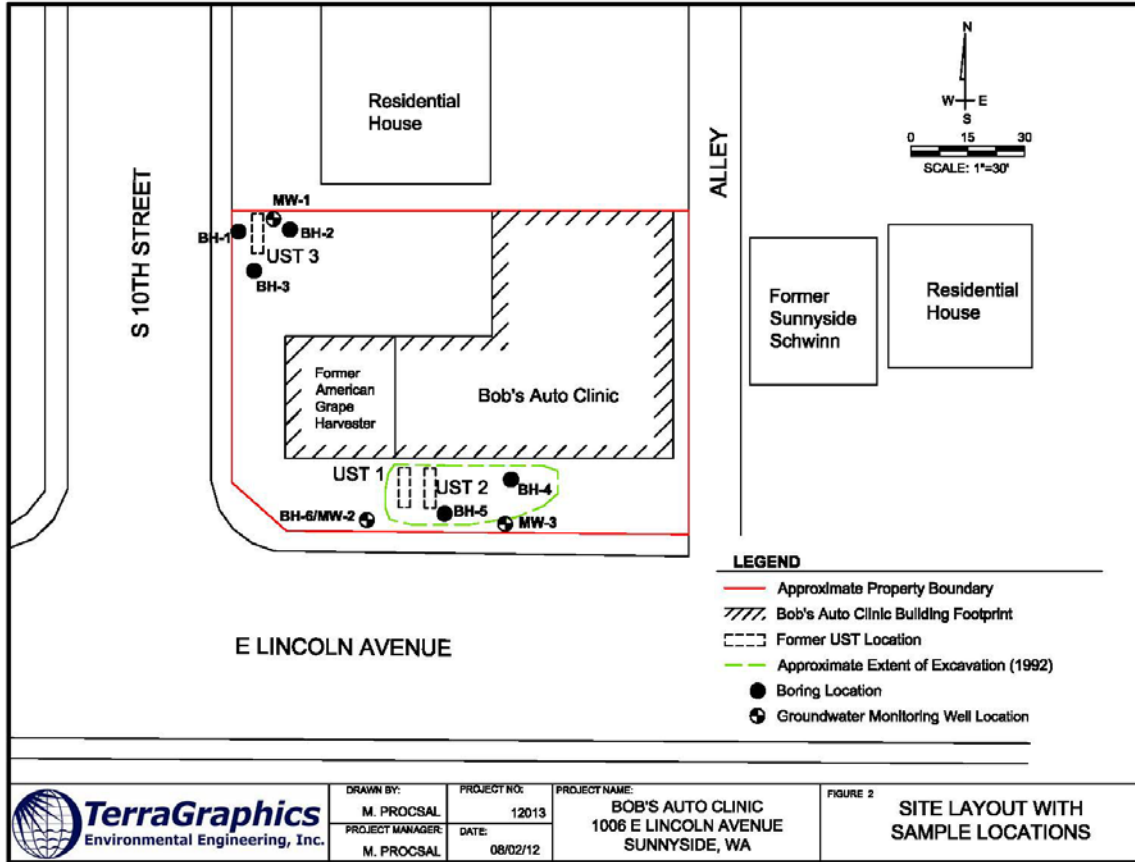 Residential
House
N
W
E
S
0 15 30
SCALE: 1"=30'
ALLEY
S 10TH STREET
MW-1
BH-1
BH-2
UST 3
BH-3
Former
Sunnyside
Schwinn
Residential
House
Former
American
Grape
Harvester
Bob's Auto Clinic
UST 1
UST 2
BH-4
BH-5
BH-6/MW-2
MW-3
E LINCOLN AVENUE
LEGEND
Approximate Property Boundary
Bob's Auto Clinic Building Footprint
Former UST Location
Approximate Extent of Excavation (1992)
Boring Location
Groundwater Monitoring Well Location
TerraGraphics
Environmental Engineering, Inc.
DRAWN BY:
M. PROCSAL
PROJECT MANAGER:
M. PROCSAL
PROJECT NO:
12013
DATE:
08/02/12
PROJECT NAME:
BOB'S AUTO CLINIC
1006 E LINCOLN AVENUE
SUNNYSIDE, WA
FIGURE 2
SITE LAYOUT WITH
SAMPLE LOCATIONS